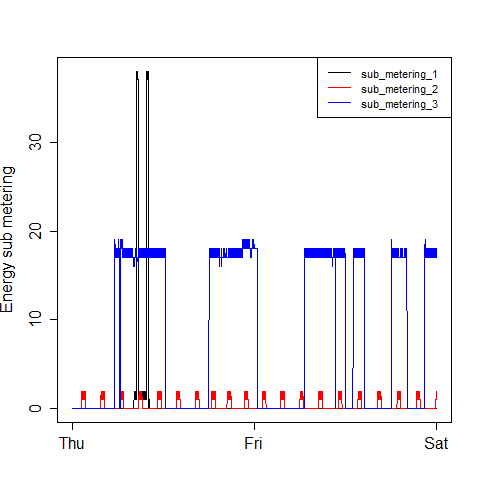 sub_metering_1
sub_metering_2
sub_metering_3
Energy sub metering
30
20
10
0
Thu Fri Sat